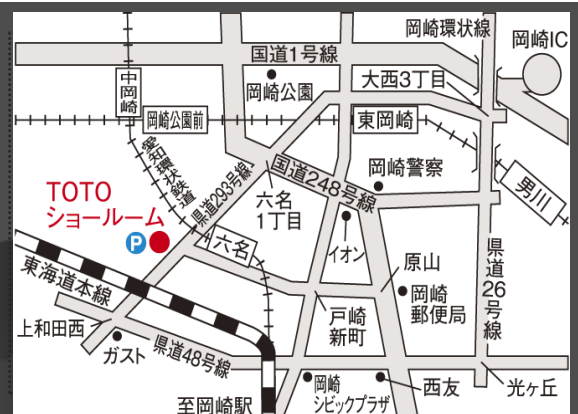 岡崎環状線
岡崎IC
国道1号線
中岡崎
岡崎公園
大西3丁目
岡崎公園前
東岡崎
愛知環状鉄道
国道248号線
岡崎警察
男川
県道293号線
六名
1丁目
TOTO
ショールーム
P
六名
イオン
原山
県道26号線
東海道本線
岡崎
郵便局
戸崎
新町
上和田西
ガスト
県道48号線
至岡崎駅
岡崎
シビックプラザ
西友
光ヶ丘